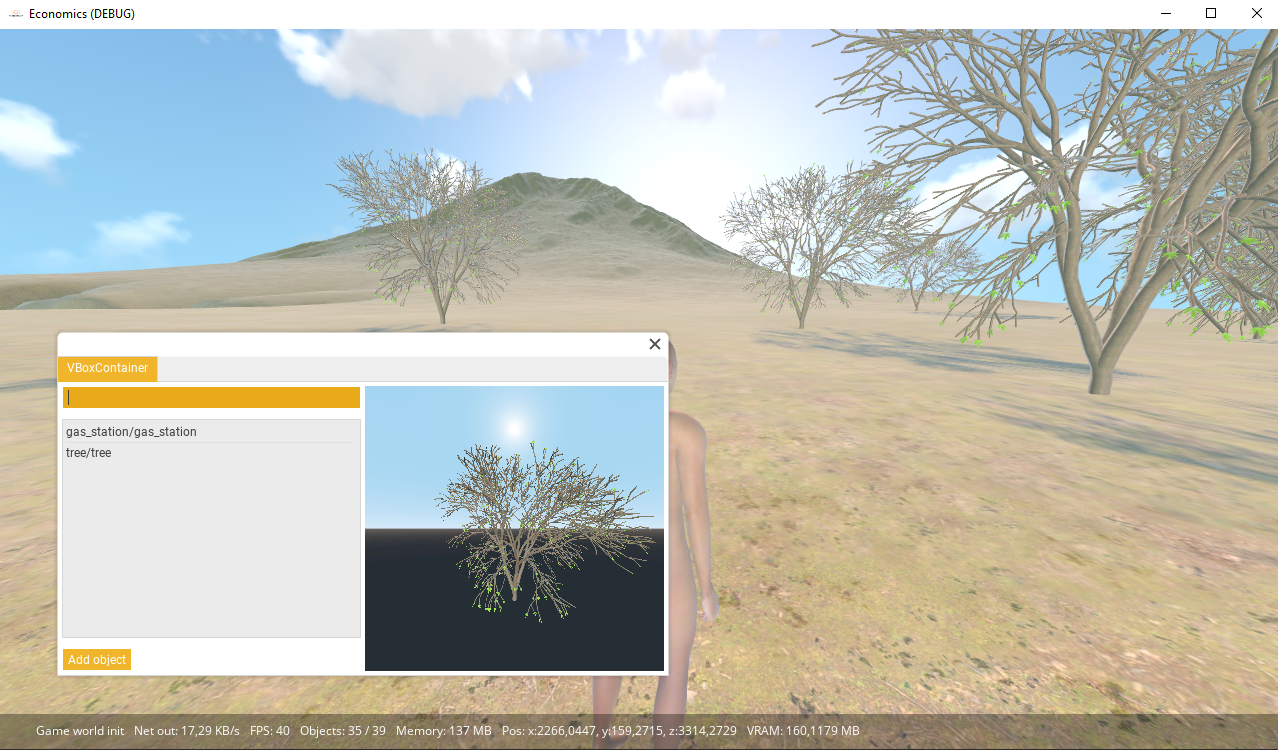 Economics (DEBUG)
VBoxContainer
gas_station/gas_station
tree/tree
Add object
Game world init Net out: 17,29 KB/s FPS: 40 Objects: 35 / 39 Memory: 137 MB Pos: x:2266,0447, y:159,2715, z:3314,2729 VRAM: 160,1179 MB